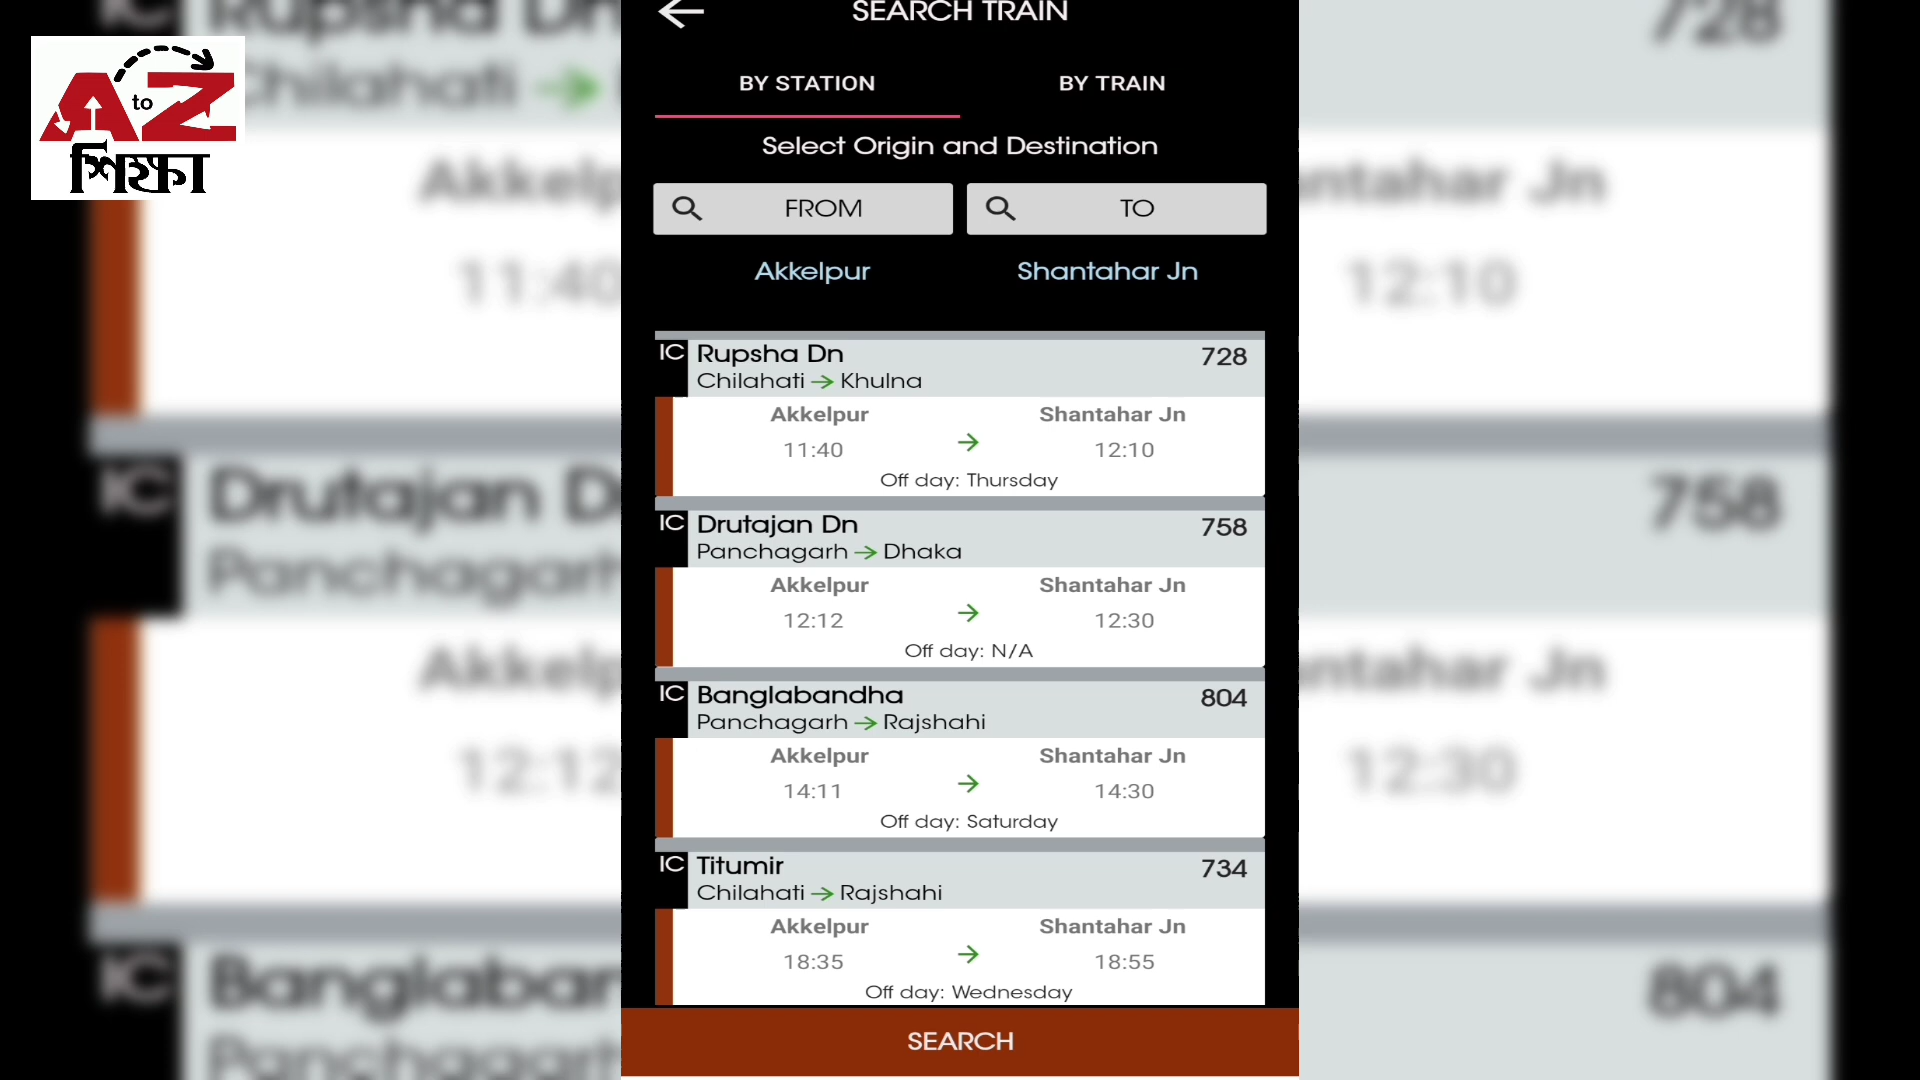 SEARCH TRAIN
BY STATION
BY TRAIN
Select Origin and Destination
FROM
TO
Akkelpur
Shantahar Jn
IC
Rupsha Dn
728
Chilahati → Khulna
Akkelpur
Shantahar Jn
11:40
→
12:10
Off day: Thursday
IC
Drutajan Dn
758
Panchagarh → Dhaka
Akkelpur
Shantahar Jn
12:12
→
12:30
Off day: N/A
IC
Banglabandha
804
Panchagarh → Rajshahi
Akkelpur
Shantahar Jn
14:11
→
14:30
Off day: Saturday
IC
Titumir
734
Chilahati → Rajshahi
Akkelpur
Shantahar Jn
18:35
→
18:55
Off day: Wednesday
SEARCH
A to Z
শিক্ষা